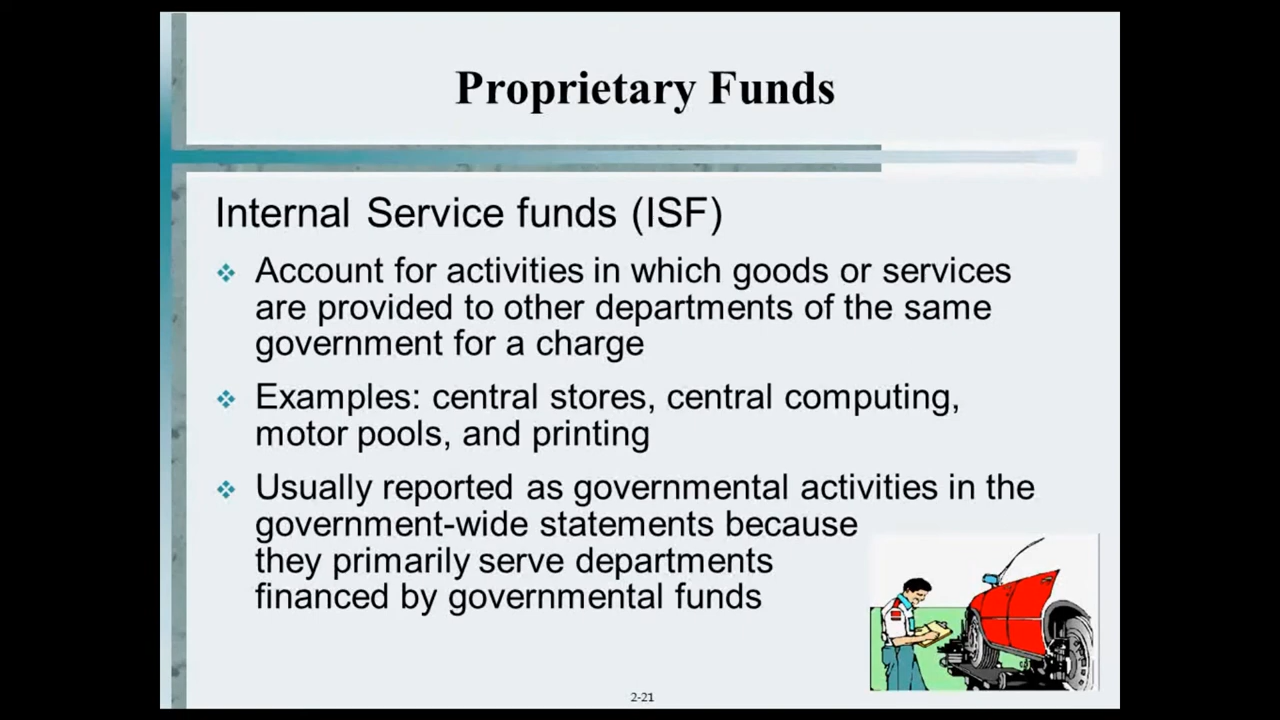 Proprietary Funds
Internal Service funds (ISF)
Account for activities in which goods or services
are provided to other departments of the same
government for a charge
Examples: central stores, central computing,
motor pools, and printing
Usually reported as governmental activities in the
government-wide statements because
they primarily serve departments
financed by governmental funds
2-21